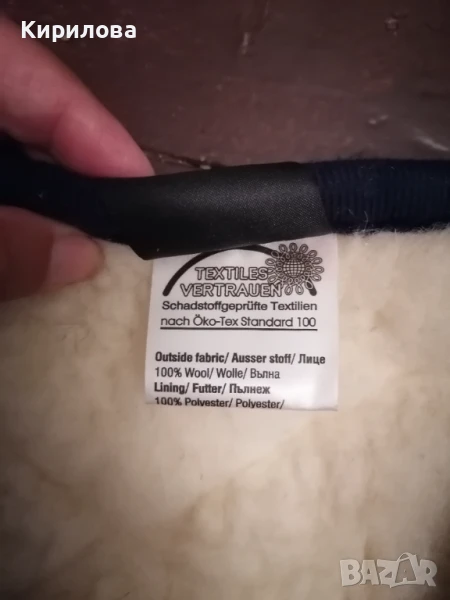 Кирилова
TEXTILES
VERTRAUEN
Schadstoffgeprüfte Textilien
nach Öko-Tex Standard 100
Outside fabric/ Ausser stoff/ Лице
100% Wool/ Wolle/ Вълна
Lining/ Futter/ Пълнеж
100% Polyester/ Polyester/
BAZAR